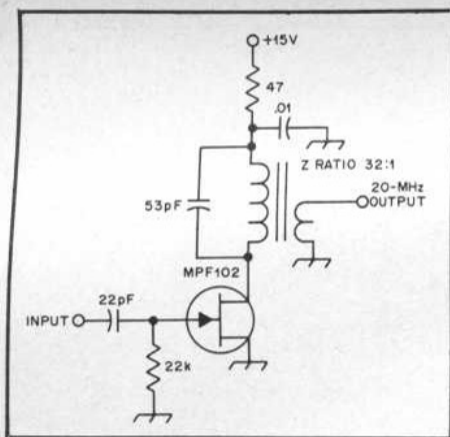 +15V
47
.01
Z RATIO 32:1
20-MHz
OUTPUT
53pF
MPF102
22pF
INPUT
22k